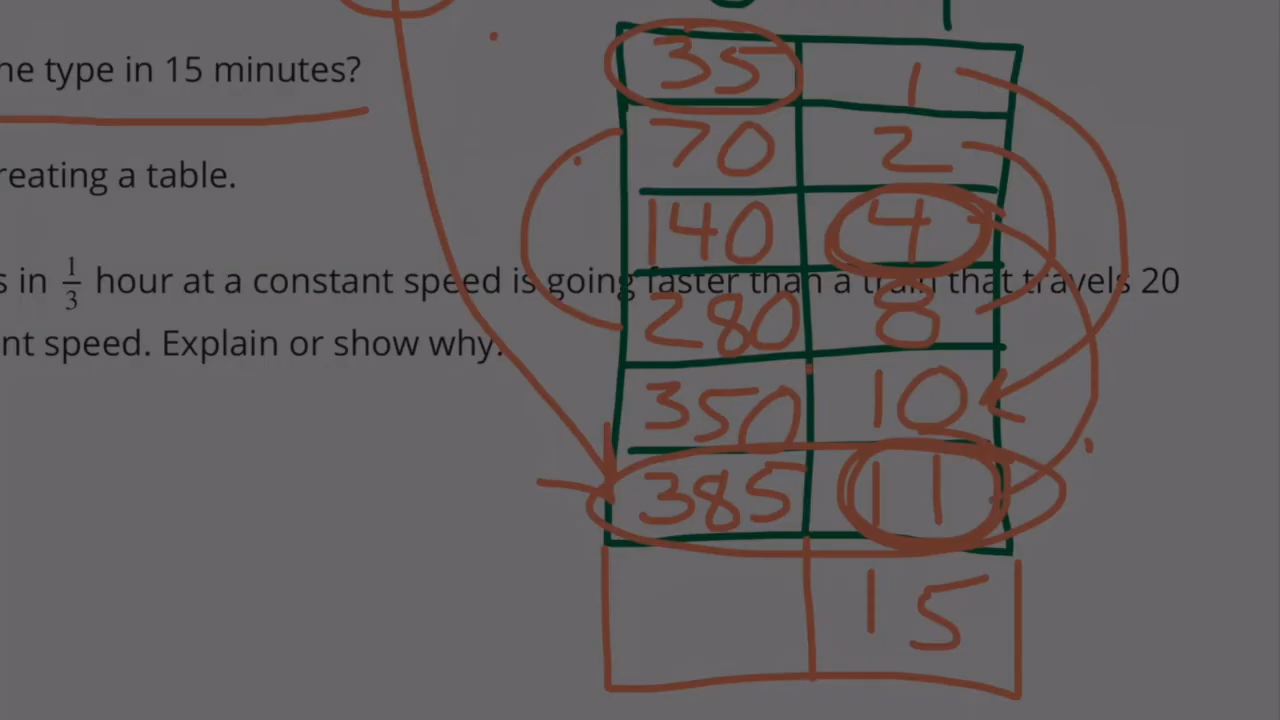 35 1
ne type in 15 minutes?
70 2
reating a table.
140 4
s in 1/3 hour at a constant speed is going faster than a train that travels 20
280 8
nt speed. Explain or show why.
350 10
385 11
15